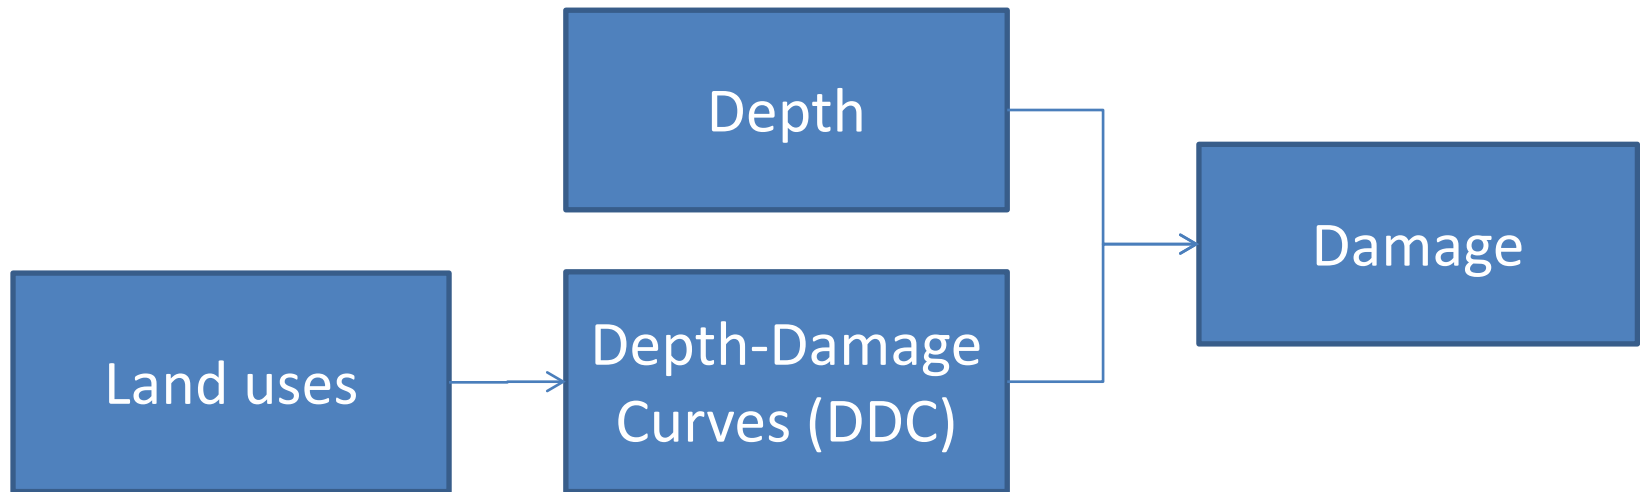 Depth
Damage
Land uses
Depth-Damage
Curves (DDC)